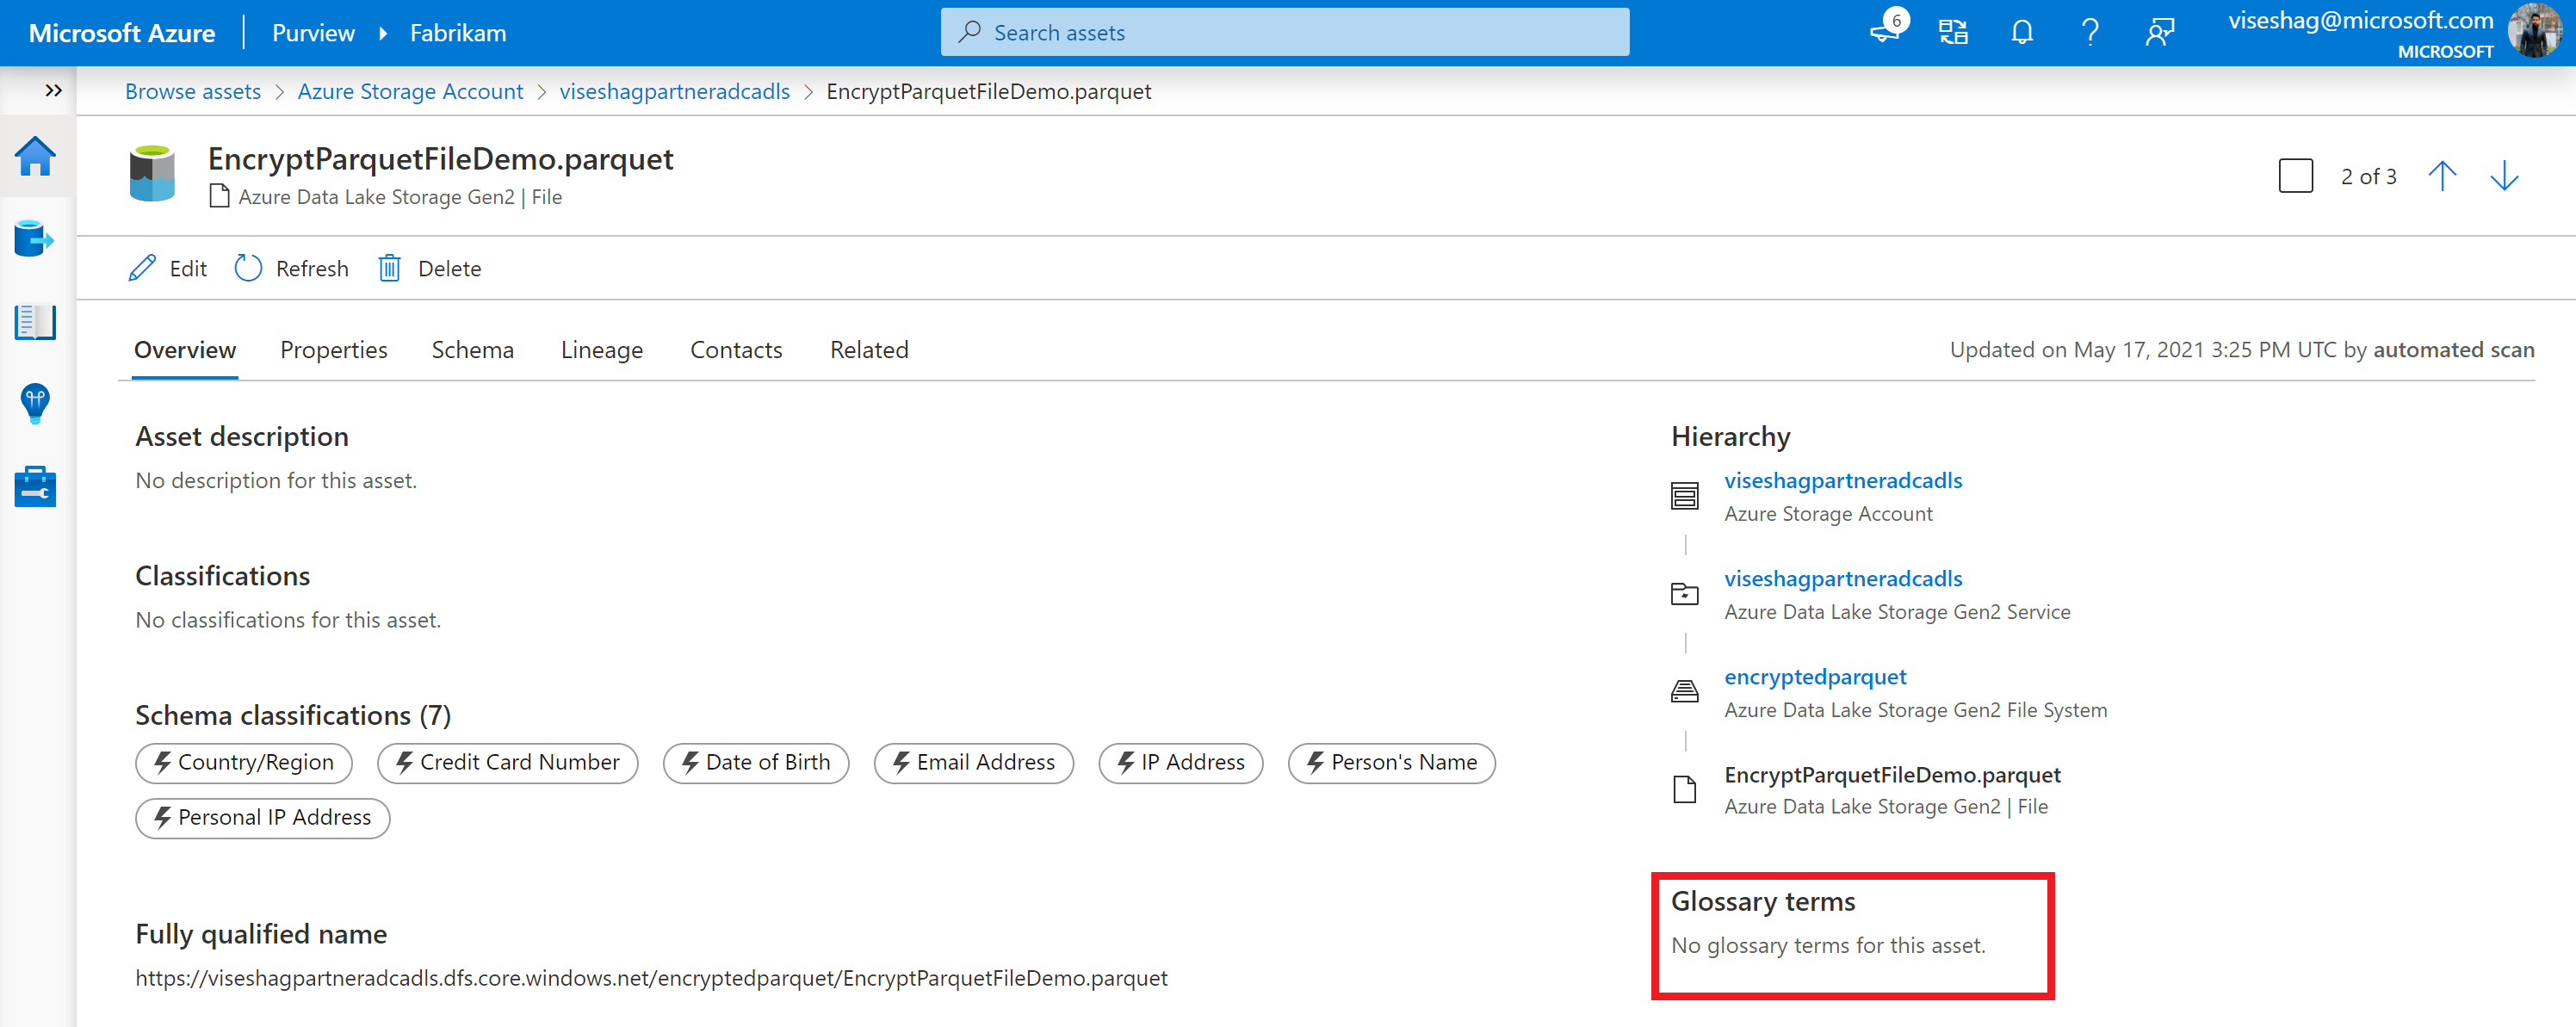 Microsoft Azure Purview Fabrikam Search assets 6 viseshag@microsoft.com
MICROSOFT
Browse assets > Azure Storage Account > viseshagpartneradcadls > EncryptParquetFileDemo.parquet
EncryptParquetFileDemo.parquet
Azure Data Lake Storage Gen2 | File
2 of 3
Edit Refresh Delete
Overview Properties Schema Lineage Contacts Related Updated on May 17, 2021 3:25 PM UTC by automated scan
Asset description
No description for this asset.
Classifications
No classifications for this asset.
Schema classifications (7)
Country/Region Credit Card Number Date of Birth Email Address IP Address Person's Name
Personal IP Address
Fully qualified name
https://viseshagpartneradcadls.dfs.core.windows.net/encryptedparquet/EncryptParquetFileDemo.parquet
Hierarchy
viseshagpartneradcadls
Azure Storage Account
viseshagpartneradcadls
Azure Data Lake Storage Gen2 Service
encryptedparquet
Azure Data Lake Storage Gen2 File System
EncryptParquetFileDemo.parquet
Azure Data Lake Storage Gen2 | File
Glossary terms
No glossary terms for this asset.